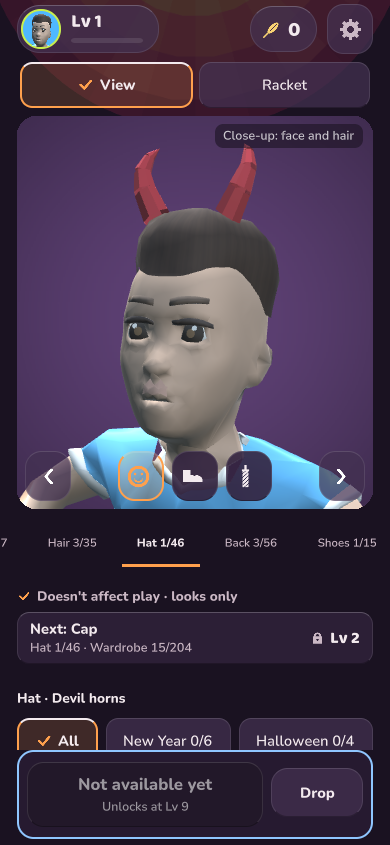 Lv 1
0
View
Racket
Close-up: face and hair
7
Hair 3/35
Hat 1/46
Back 3/56
Shoes 1/15
Doesn't affect play · looks only
Next: Cap
Hat 1/46 · Wardrobe 15/204
Lv 2
Hat · Devil horns
All
New Year 0/6
Halloween 0/4
Not available yet
Unlocks at Lv 9
Drop